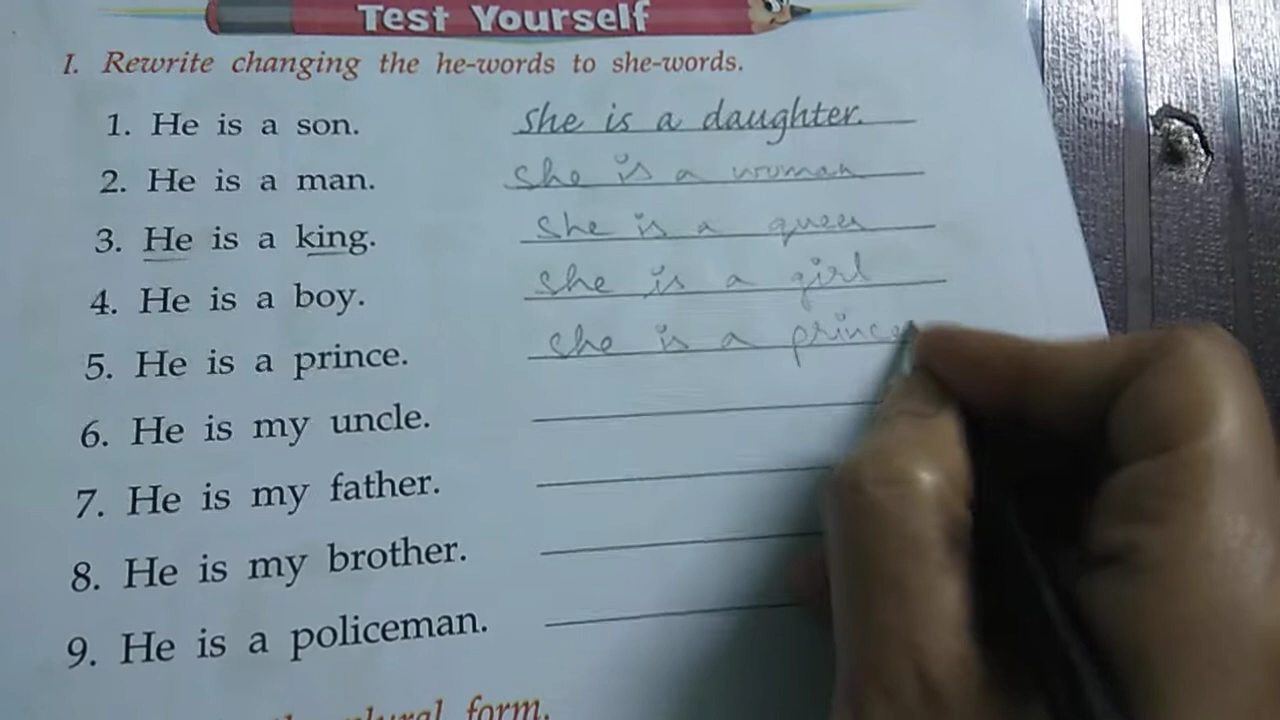 Test Yourself
I. Rewrite changing the he-words to she-words.
1. He is a son. She is a daughter.
2. He is a man. She is a woman
3. He is a king. She is a queen
4. He is a boy. She is a girl
5. He is a prince. She is a princ
6. He is my uncle.
7. He is my father.
8. He is my brother.
9. He is a policeman.
plural form.